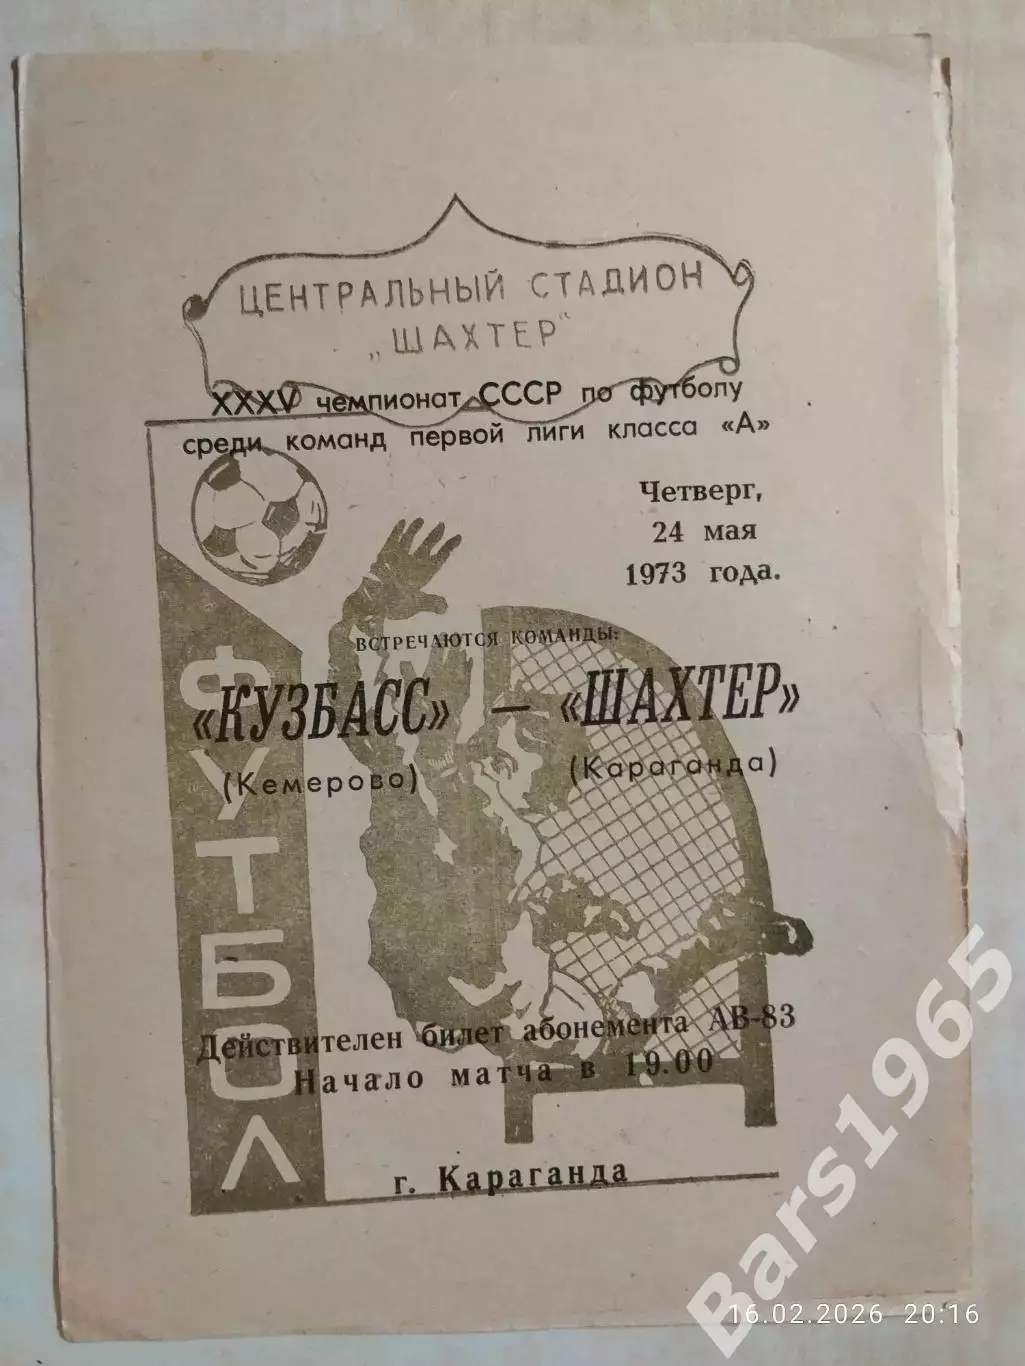 ЦЕНТРАЛЬНЫЙ СТАДИОН
„ШАХТЕР"
XXXV чемпионат СССР по футболу
среди команд первой лиги класса «А»
Четверг,
24 мая
1973 года.
ВСТРЕЧАЮТСЯ КОМАНДЫ:
«КУЗБАСС» — «ШАХТЕР»
(Кемерово) (Караганда)
ФУТБОЛ
Действителен билет абонемента АВ-83
Начало матча в 19.00
г. Караганда
Bars1965
16.02.2026 20:16